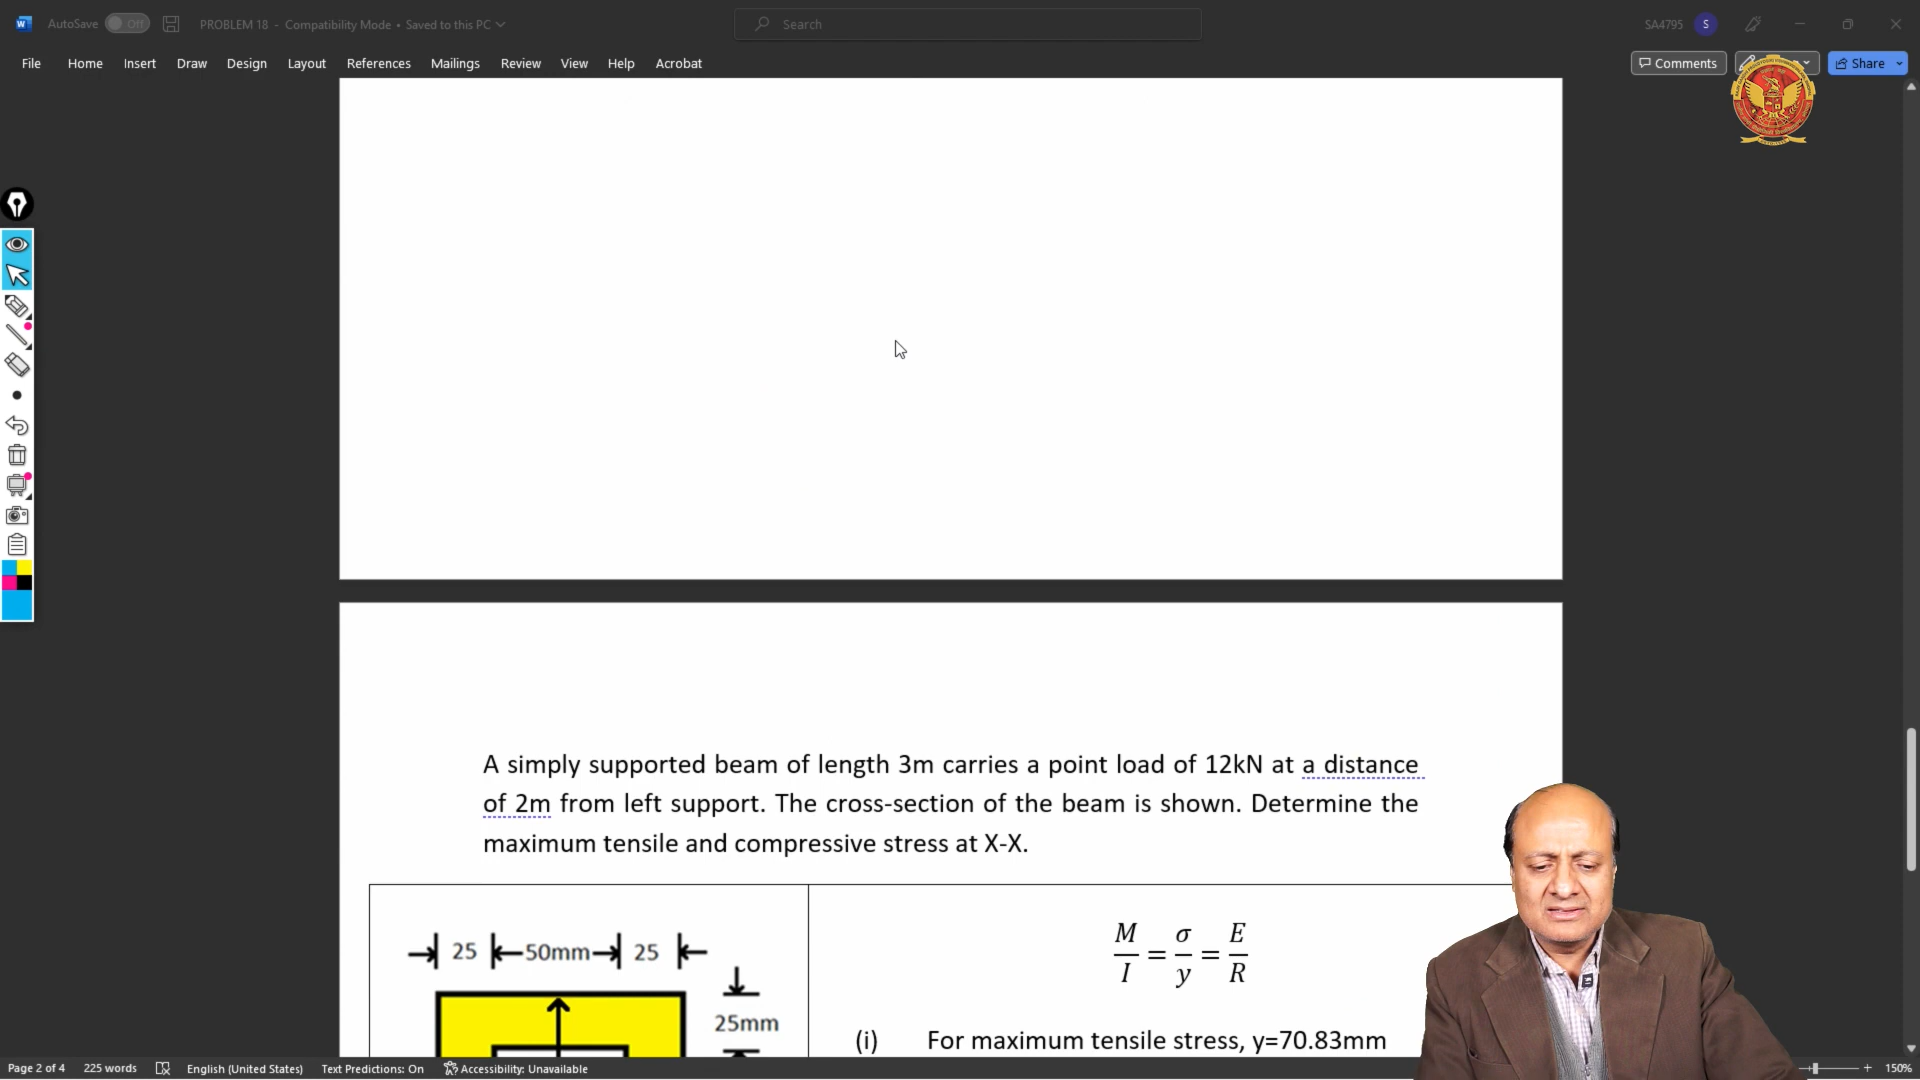 AutoSave Off PROBLEM 18 - Compatibility Mode • Saved to this PC Search SA4795 S
File Home Insert Draw Design Layout References Mailings Review View Help Acrobat Comments Share
A simply supported beam of length 3m carries a point load of 12kN at a distance
of 2m from left support. The cross-section of the beam is shown. Determine the
maximum tensile and compressive stress at X-X.
25 50mm 25
M/I = σ/y = E/R
25mm
(i) For maximum tensile stress, y=70.83mm
Page 2 of 4 225 words English (United States) Text Predictions: On Accessibility: Unavailable 150%